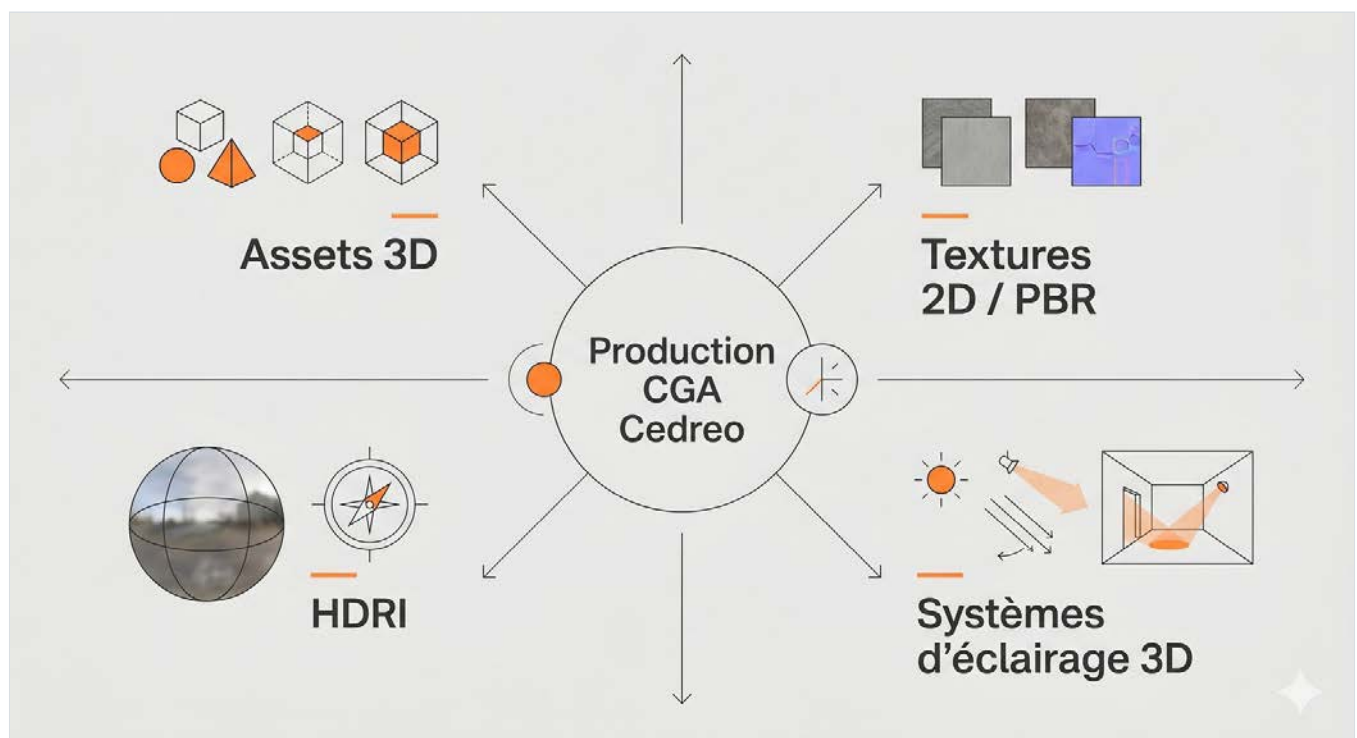 Assets 3D
Textures
2D / PBR
Production
CGA
Cedreo
HDRI
Systèmes
d’éclairage 3D